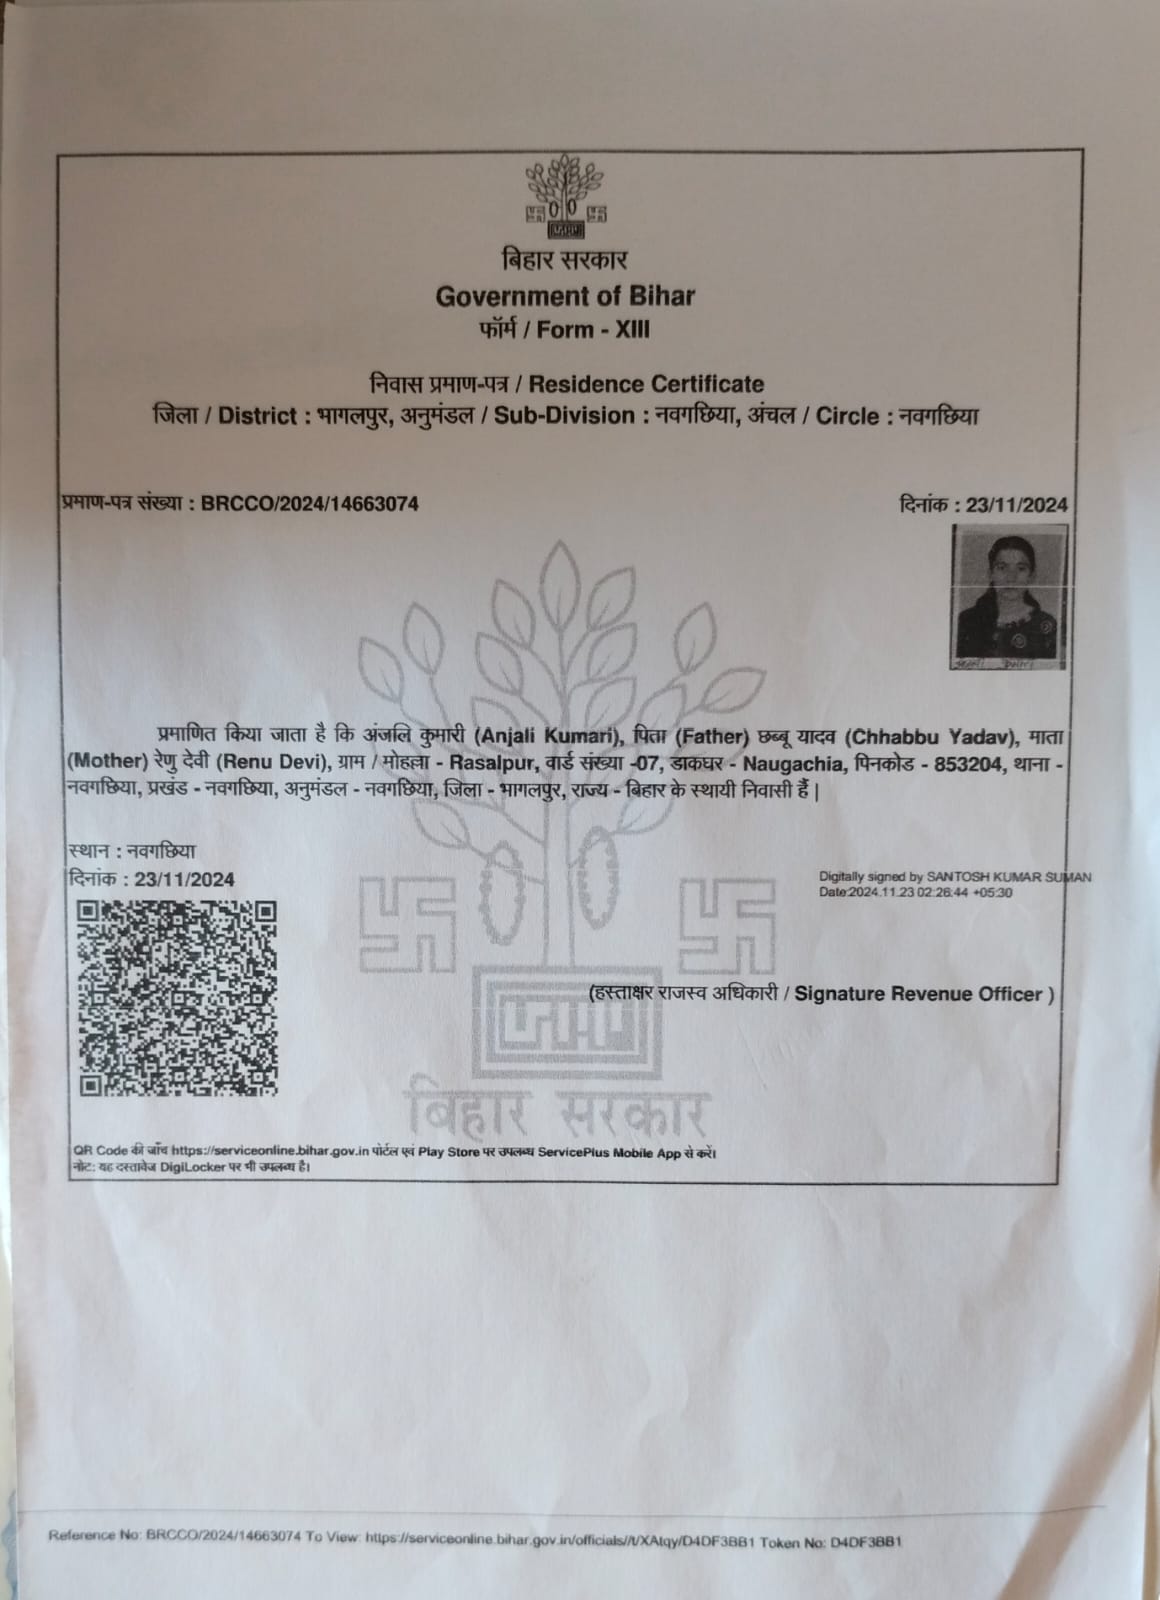 बिहार सरकार
Government of Bihar
फॉर्म / Form - XIII
निवास प्रमाण-पत्र / Residence Certificate
जिला / District : भागलपुर, अनुमंडल / Sub-Division : नवगछिया, अंचल / Circle : नवगछिया
प्रमाण-पत्र संख्या : BRCCO/2024/14663074
दिनांक : 23/11/2024
प्रमाणित किया जाता है कि अंजलि कुमारी (Anjali Kumari), पिता (Father) छब्बू यादव (Chhabbu Yadav), माता
(Mother) रेणु देवी (Renu Devi), ग्राम / मोहल्ला - Rasalpur, वार्ड संख्या -07, डाकघर - Naugachia, पिनकोड - 853204, थाना -
नवगछिया, प्रखंड - नवगछिया, अनुमंडल - नवगछिया, जिला - भागलपुर, राज्य - बिहार के स्थायी निवासी हैं |
स्थान : नवगछिया
दिनांक : 23/11/2024
Digitally signed by SANTOSH KUMAR SUMAN
Date:2024.11.23 02:26:44 +05:30
(हस्ताक्षर राजस्व अधिकारी / Signature Revenue Officer )
बिहार सरकार
QR Code की जाँच https://serviceonline.bihar.gov.in पोर्टल एवं Play Store पर उपलब्ध ServicePlus Mobile App से करें।
नोट: यह दस्तावेज DigiLocker पर भी उपलब्ध है।
Reference No: BRCCO/2024/14663074 To View: https://serviceonline.bihar.gov.in/officials//t/XAtqy/D4DF3BB1 Token No: D4DF3BB1